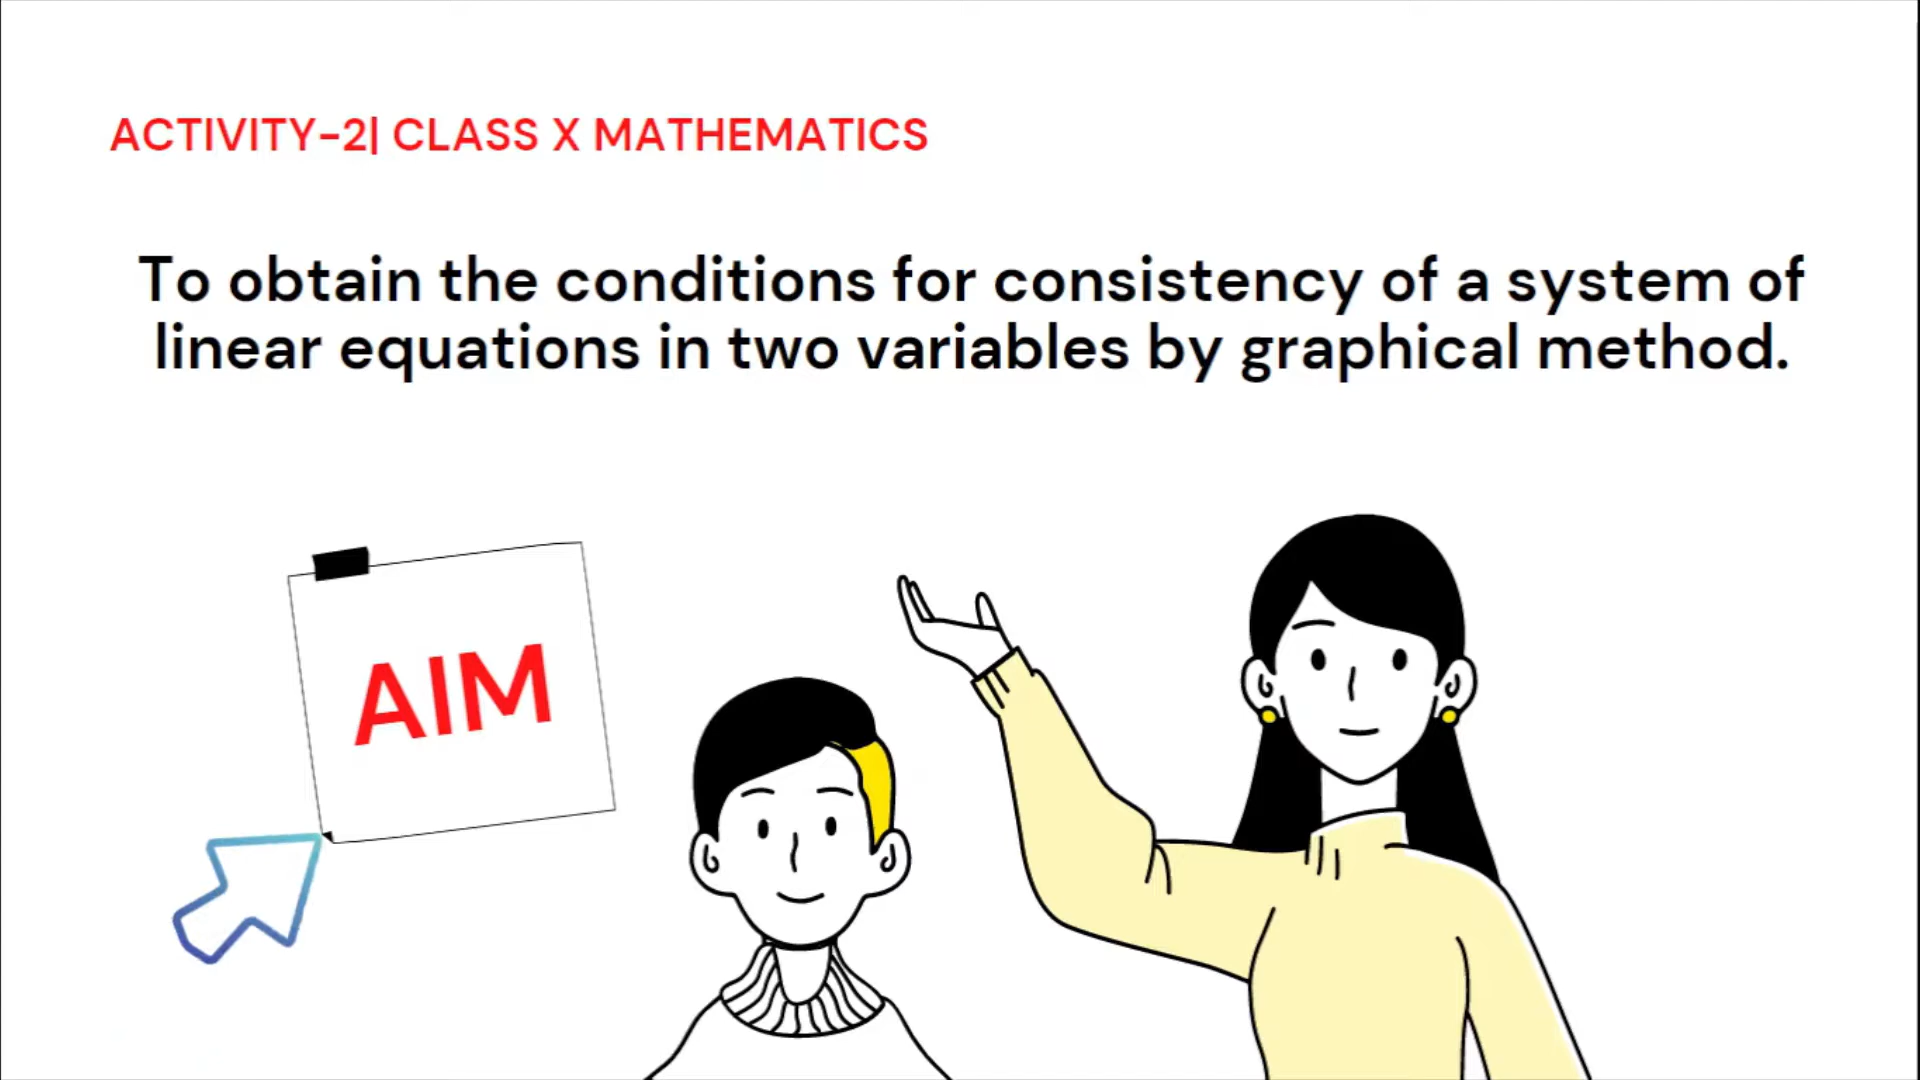 ACTIVITY-2| CLASS X MATHEMATICS
To obtain the conditions for consistency of a system of
linear equations in two variables by graphical method.
AIM